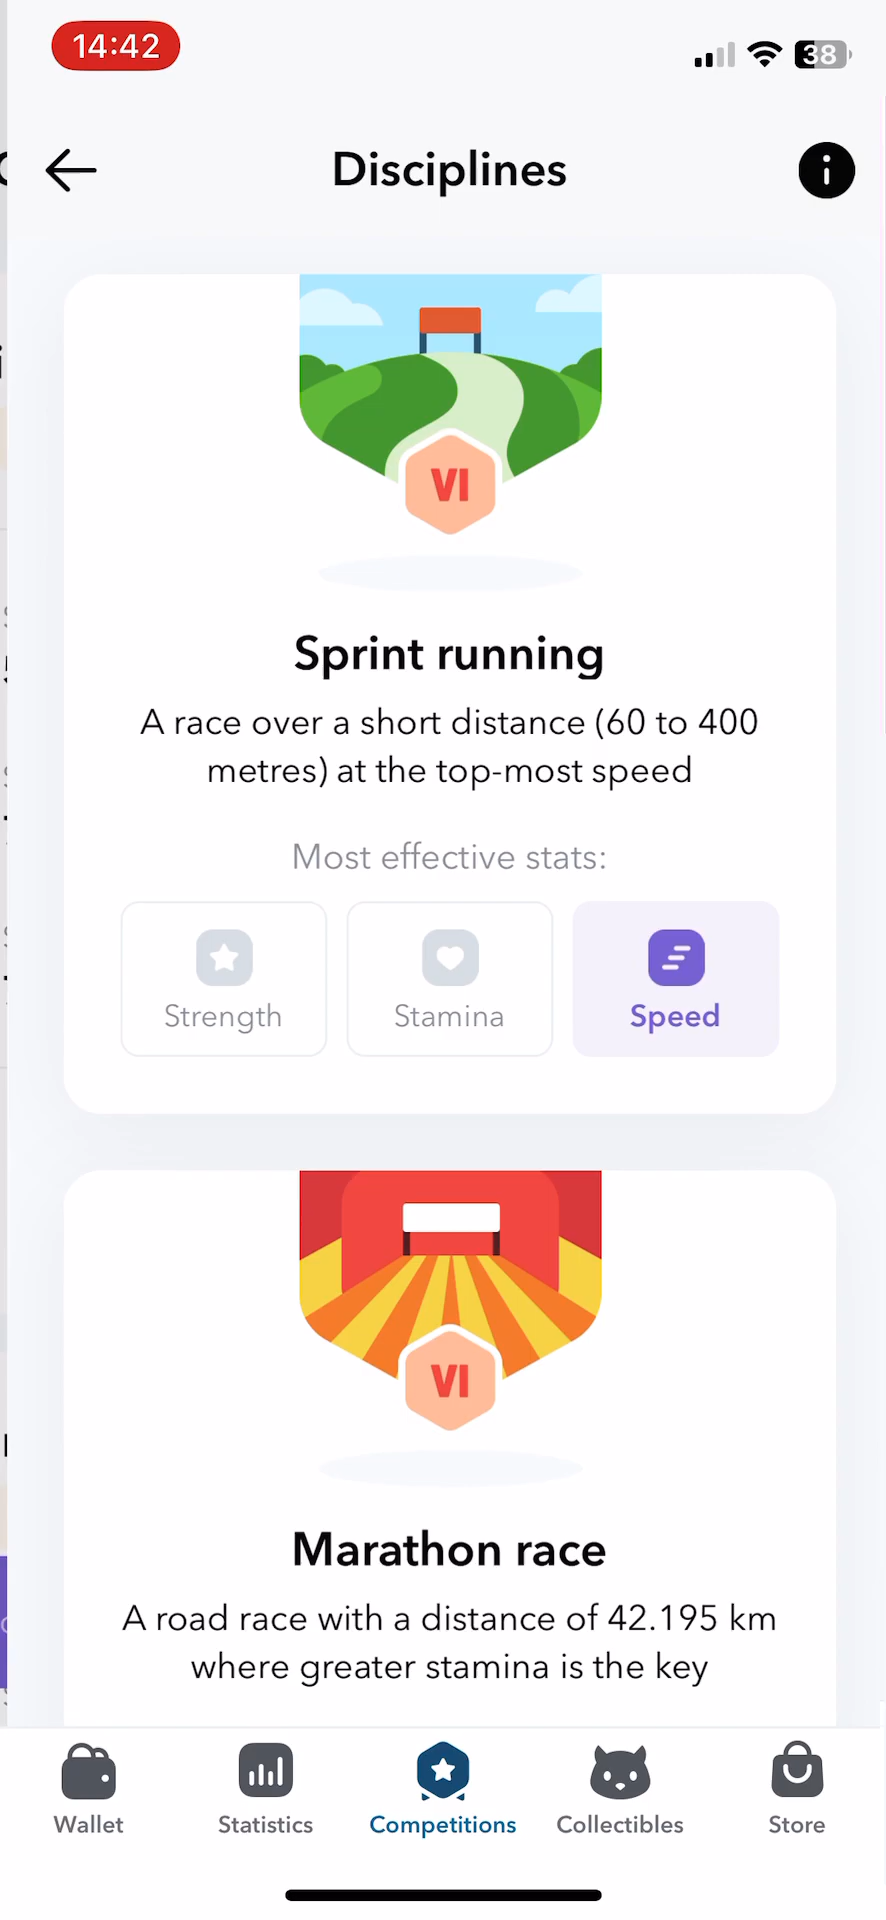 14:42
38
Disciplines
VI
Sprint running
A race over a short distance (60 to 400
metres) at the top-most speed
Most effective stats:
Strength
Stamina
Speed
VI
Marathon race
A road race with a distance of 42.195 km
where greater stamina is the key
Wallet
Statistics
Competitions
Collectibles
Store